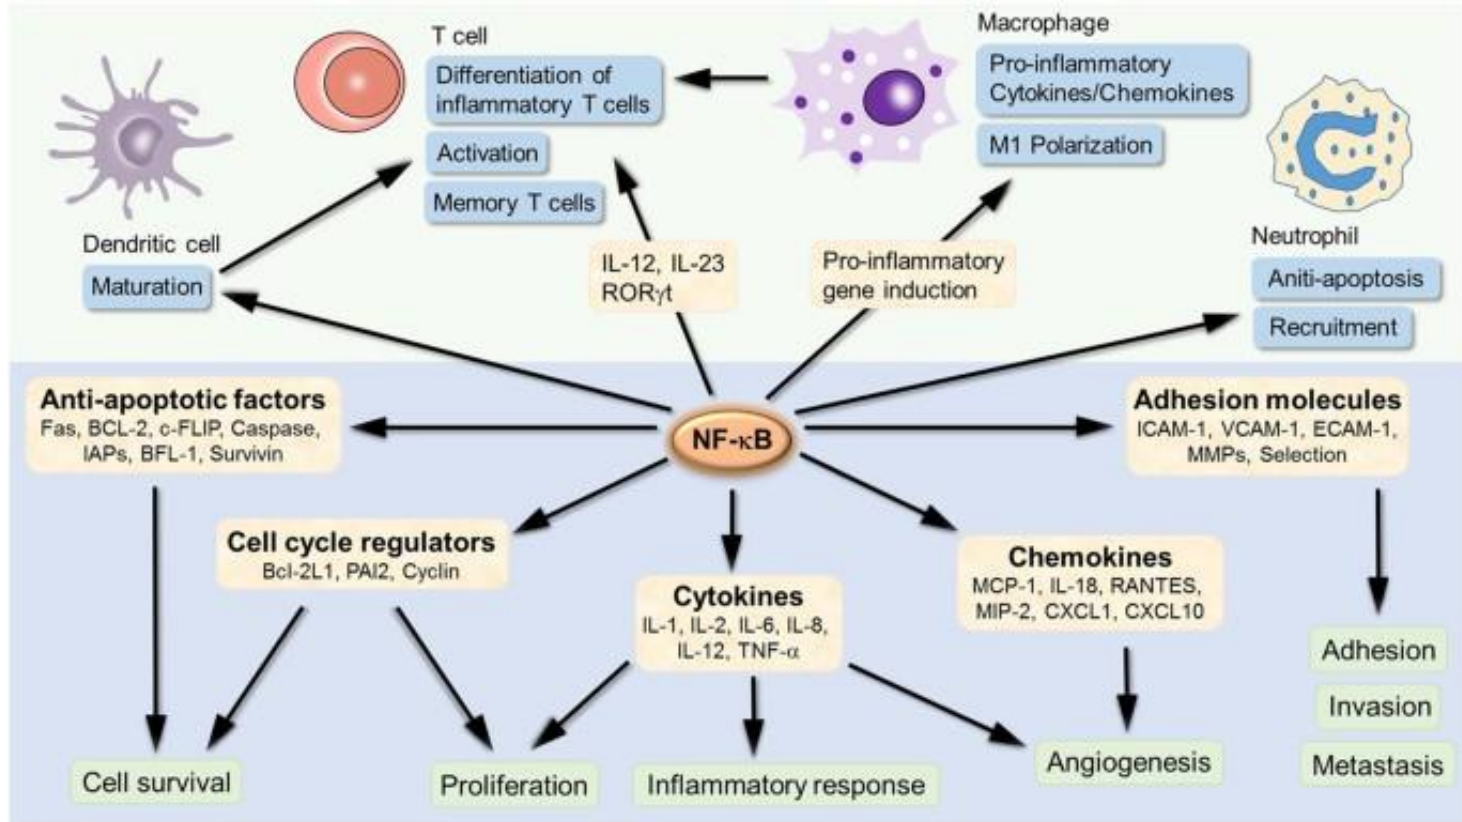 T cell
Differentiation of
inflammatory T cells
Activation
Memory T cells
Macrophage
Pro-inflammatory
Cytokines/Chemokines
M1 Polarization
Dendritic cell
Maturation
IL-12, IL-23
RORγt
Pro-inflammatory
gene induction
Neutrophil
Aniti-apoptosis
Recruitment
NF-κB
Anti-apoptotic factors
Fas, BCL-2, c-FLIP, Caspase,
IAPs, BFL-1, Survivin
Adhesion molecules
ICAM-1, VCAM-1, ECAM-1,
MMPs, Selection
Cell cycle regulators
Bcl-2L1, PAI2, Cyclin
Cytokines
IL-1, IL-2, IL-6, IL-8,
IL-12, TNF-α
Chemokines
MCP-1, IL-18, RANTES,
MIP-2, CXCL1, CXCL10
Cell survival
Proliferation
Inflammatory response
Angiogenesis
Adhesion
Invasion
Metastasis